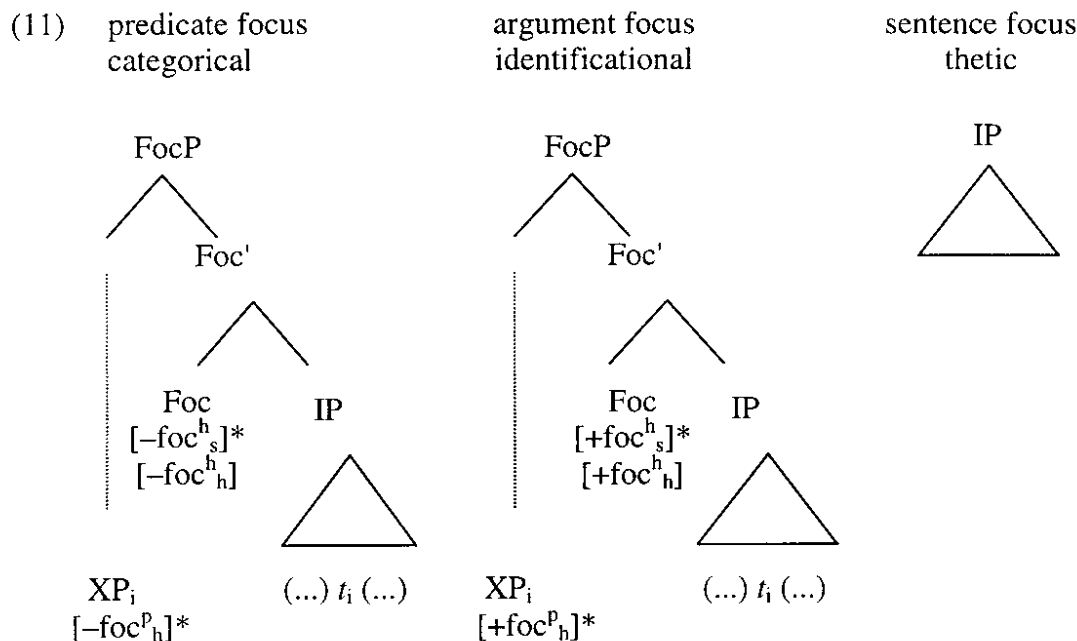 (11) predicate focus argument focus sentence focus
categorical identificational thetic
FocP FocP IP
Foc' Foc'
Foc IP Foc IP
[–foc^h_s]* [+foc^h_s]*
[–foc^h_h] [+foc^h_h]
XP_i (...) t_i (...) XP_i (...) t_i (...)
[–foc^p_h]* [+foc^p_h]*